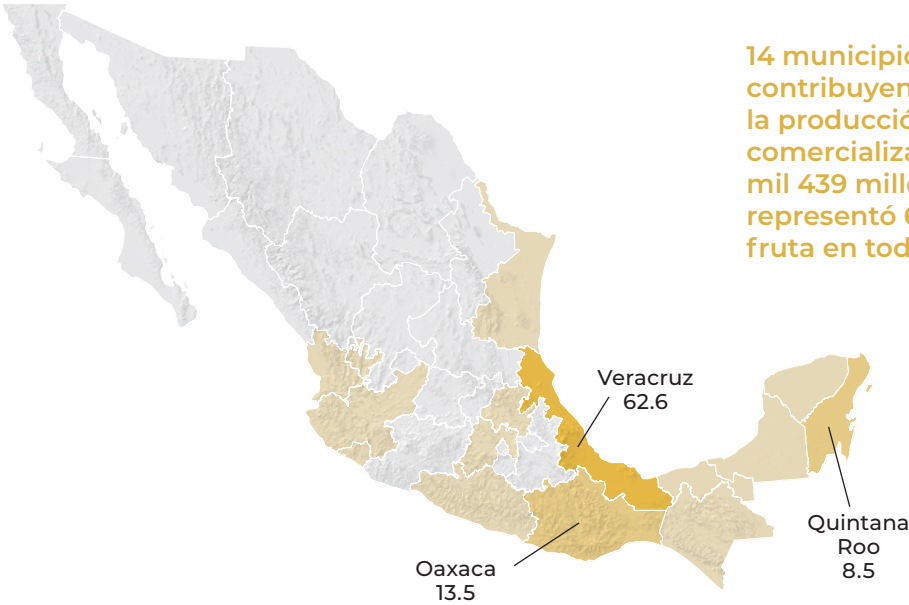 14 municipio
contribuyen
la producció
comercializa
mil 439 mill
representó
fruta en tod
Veracruz
62.6
Quintana
Roo
8.5
Oaxaca
13.5